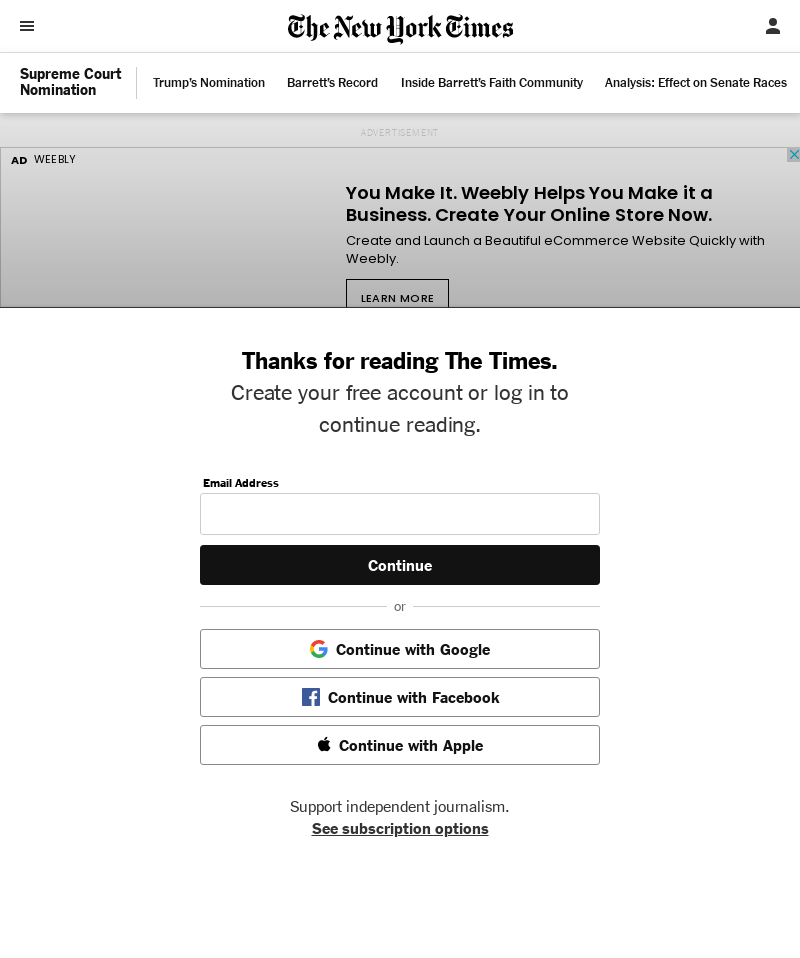 The New York Times
Supreme Court
Nomination
Trump's Nomination
Barrett's Record
Inside Barrett's Faith Community
Analysis: Effect on Senate Races
ADVERTISEMENT
AD WEEBLY
You Make It. Weebly Helps You Make it a
Business. Create Your Online Store Now.
Create and Launch a Beautiful eCommerce Website Quickly with
Weebly.
LEARN MORE
Thanks for reading The Times.
Create your free account or log in to
continue reading.
Email Address
Continue
or
Continue with Google
Continue with Facebook
Continue with Apple
Support independent journalism.
See subscription options